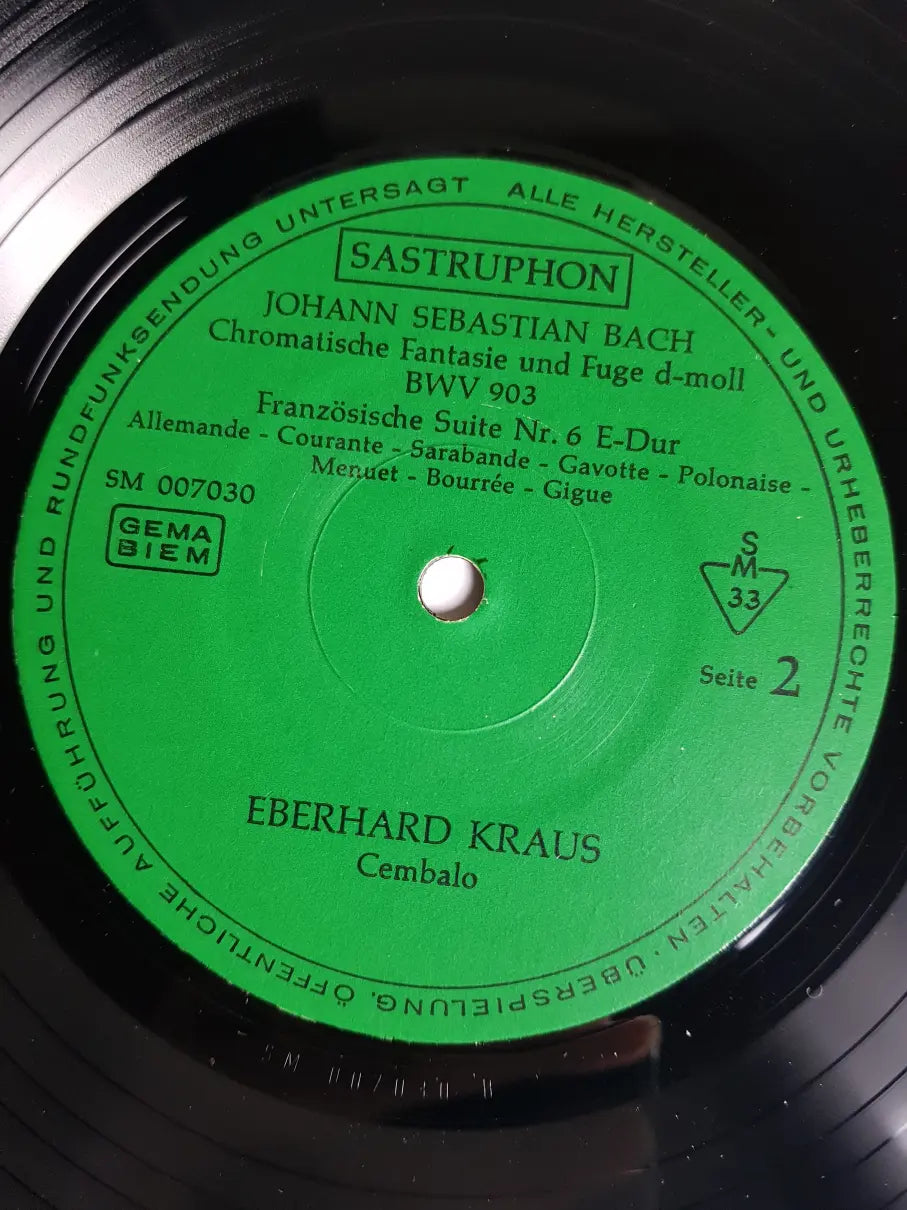 ALLE HERSTELLER- UND URHEBERRECHTE VORBEHALTEN · ÜBERSPIELUNG, ÖFFENTLICHE AUFFÜHRUNG UND RUNDFUNKSENDUNG UNTERSAGT
SASTRUPHON
JOHANN SEBASTIAN BACH
Chromatische Fantasie und Fuge d-moll
BWV 903
Französische Suite Nr. 6 E-Dur
Allemande - Courante - Sarabande - Gavotte - Polonaise -
Menuet - Bourrée - Gigue
SM 007030
GEMA
BIEM
S
M
33
Seite 2
EBERHARD KRAUS
Cembalo
SM 007030